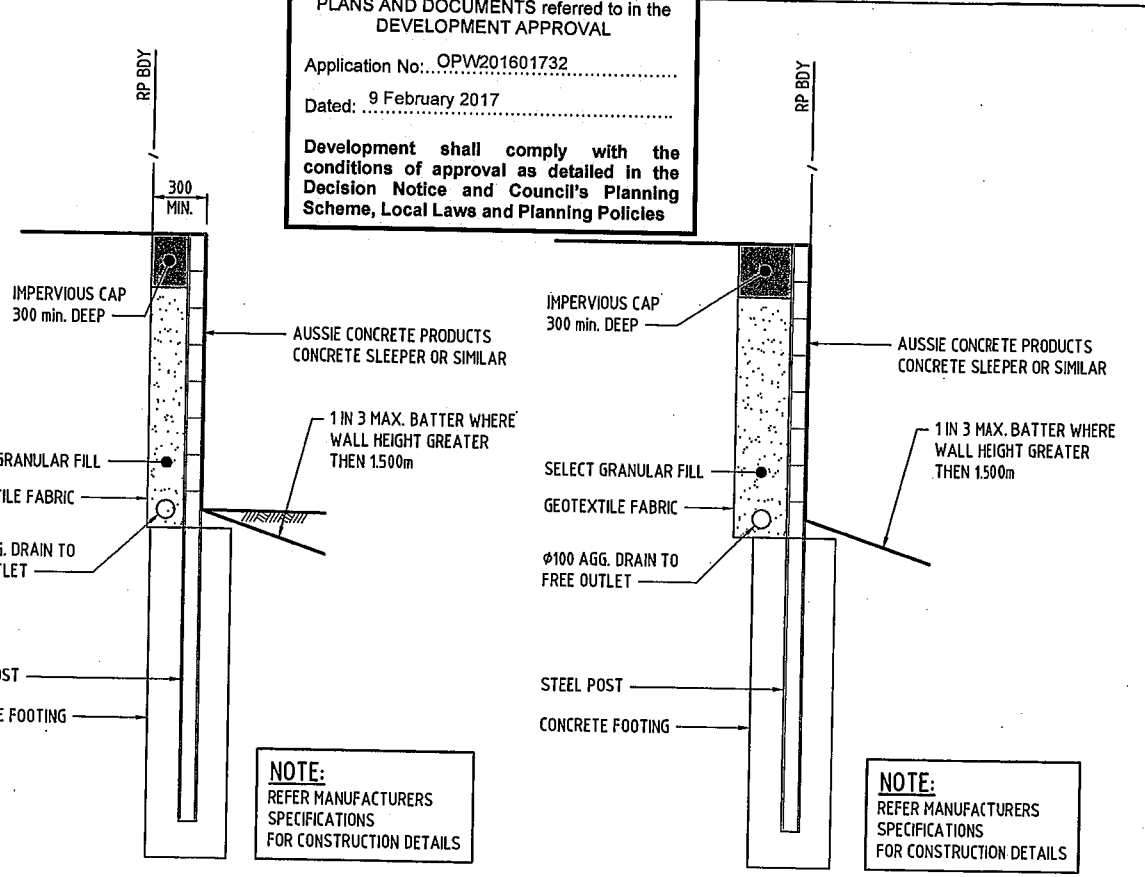 PLANS AND DOCUMENTS referred to in the
DEVELOPMENT APPROVAL
Application No: OPW201601732
Dated: 9 February 2017
Development shall comply with the
conditions of approval as detailed in the
Decision Notice and Council's Planning
Scheme, Local Laws and Planning Policies
RP BDY
300
MIN.
IMPERVIOUS CAP
300 min. DEEP
AUSSIE CONCRETE PRODUCTS
CONCRETE SLEEPER OR SIMILAR
1 IN 3 MAX. BATTER WHERE
WALL HEIGHT GREATER
THEN 1.500m
GRANULAR FILL
FABRIC
DRAIN TO
FOOTING
NOTE:
REFER MANUFACTURERS
SPECIFICATIONS
FOR CONSTRUCTION DETAILS
RP BDY
IMPERVIOUS CAP
300 min. DEEP
AUSSIE CONCRETE PRODUCTS
CONCRETE SLEEPER OR SIMILAR
1 IN 3 MAX. BATTER WHERE
WALL HEIGHT GREATER
THEN 1.500m
SELECT GRANULAR FILL
GEOTEXTILE FABRIC
Ø100 AGG. DRAIN TO
FREE OUTLET
STEEL POST
CONCRETE FOOTING
NOTE:
REFER MANUFACTURERS
SPECIFICATIONS
FOR CONSTRUCTION DETAILS